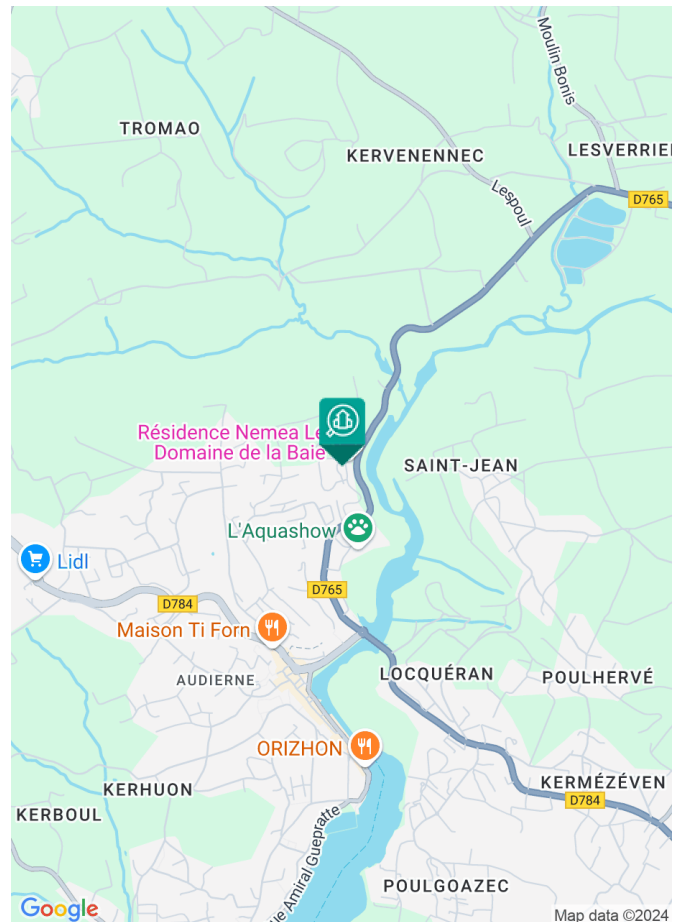 Moulin Bonis
TROMAO
KERVENENNEC
LESVERRIE
Lespoul
D765
Résidence Nemea Le
Domaine de la Baie
SAINT-JEAN
L'Aquashow
Lidl
D765
D784
Maison Ti Forn
LOCQUÉRAN
POULHERVÉ
AUDIERNE
ORIZHON
KERHUON
KERMÉZÉVEN
D784
KERBOUL
Amiral Guepratte
POULGOAZEC
Google
Map data ©2024